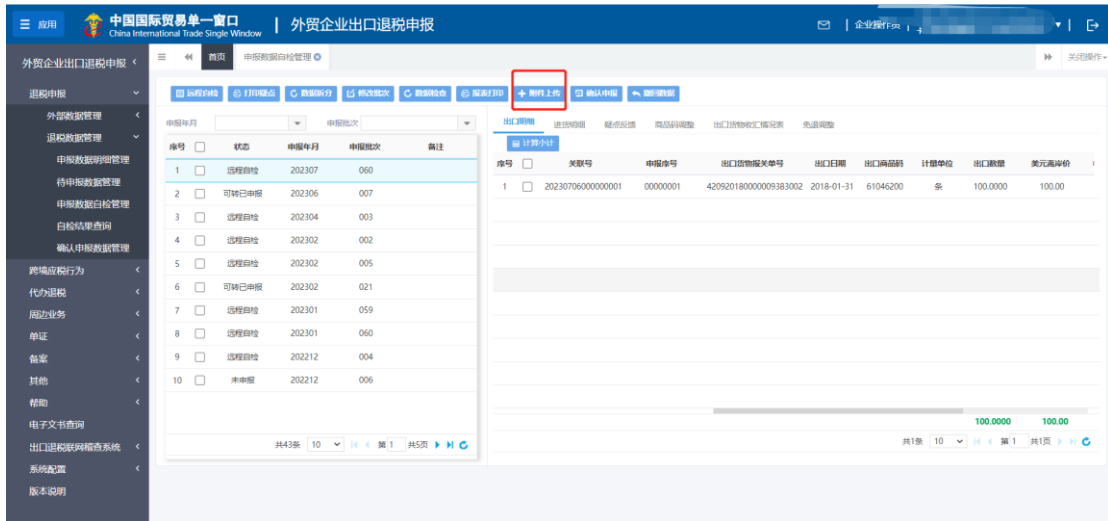 应用 中国国际贸易单一窗口 外贸企业出口退税申报
China International Trade Single Window
外贸企业出口退税申报
首页 申报数据自检管理 关闭操作
退税申报
外部数据管理
退税数据管理
申报数据明细管理
待申报数据管理
申报数据自检管理
自检结果查询
确认申报数据管理
跨境应税行为
代办退税
周边业务
单证
备案
其他
帮助
电子文书查询
出口退税联网稽查系统
系统配置
版本说明
远程自检 打印疑点 数据拆分 修改批次 数据检查 报表打印 附件上传 确认申报 撤回数据
申报年月 申报批次
序号 状态 申报年月 申报批次 备注
1 远程自检 202307 060
2 可转已申报 202306 007
3 远程自检 202304 003
4 远程自检 202302 002
5 远程自检 202302 005
6 可转已申报 202302 021
7 远程自检 202301 059
8 远程自检 202301 060
9 远程自检 202212 004
10 未申报 202212 006
共43条 10 第 1 共5页
出口明细 进货明细 疑点反馈 商品码调整 出口货物收汇情况表 免退调整
计算小计
序号 关联号 申报序号 出口货物报关单号 出口日期 出口商品码 计量单位 出口数量 美元离岸价
1 20230706000000001 00000001 420920180000009383002 2018-01-31 61046200 条 100.0000 100.00
100.0000 100.00
共1条 10 第 1 共1页